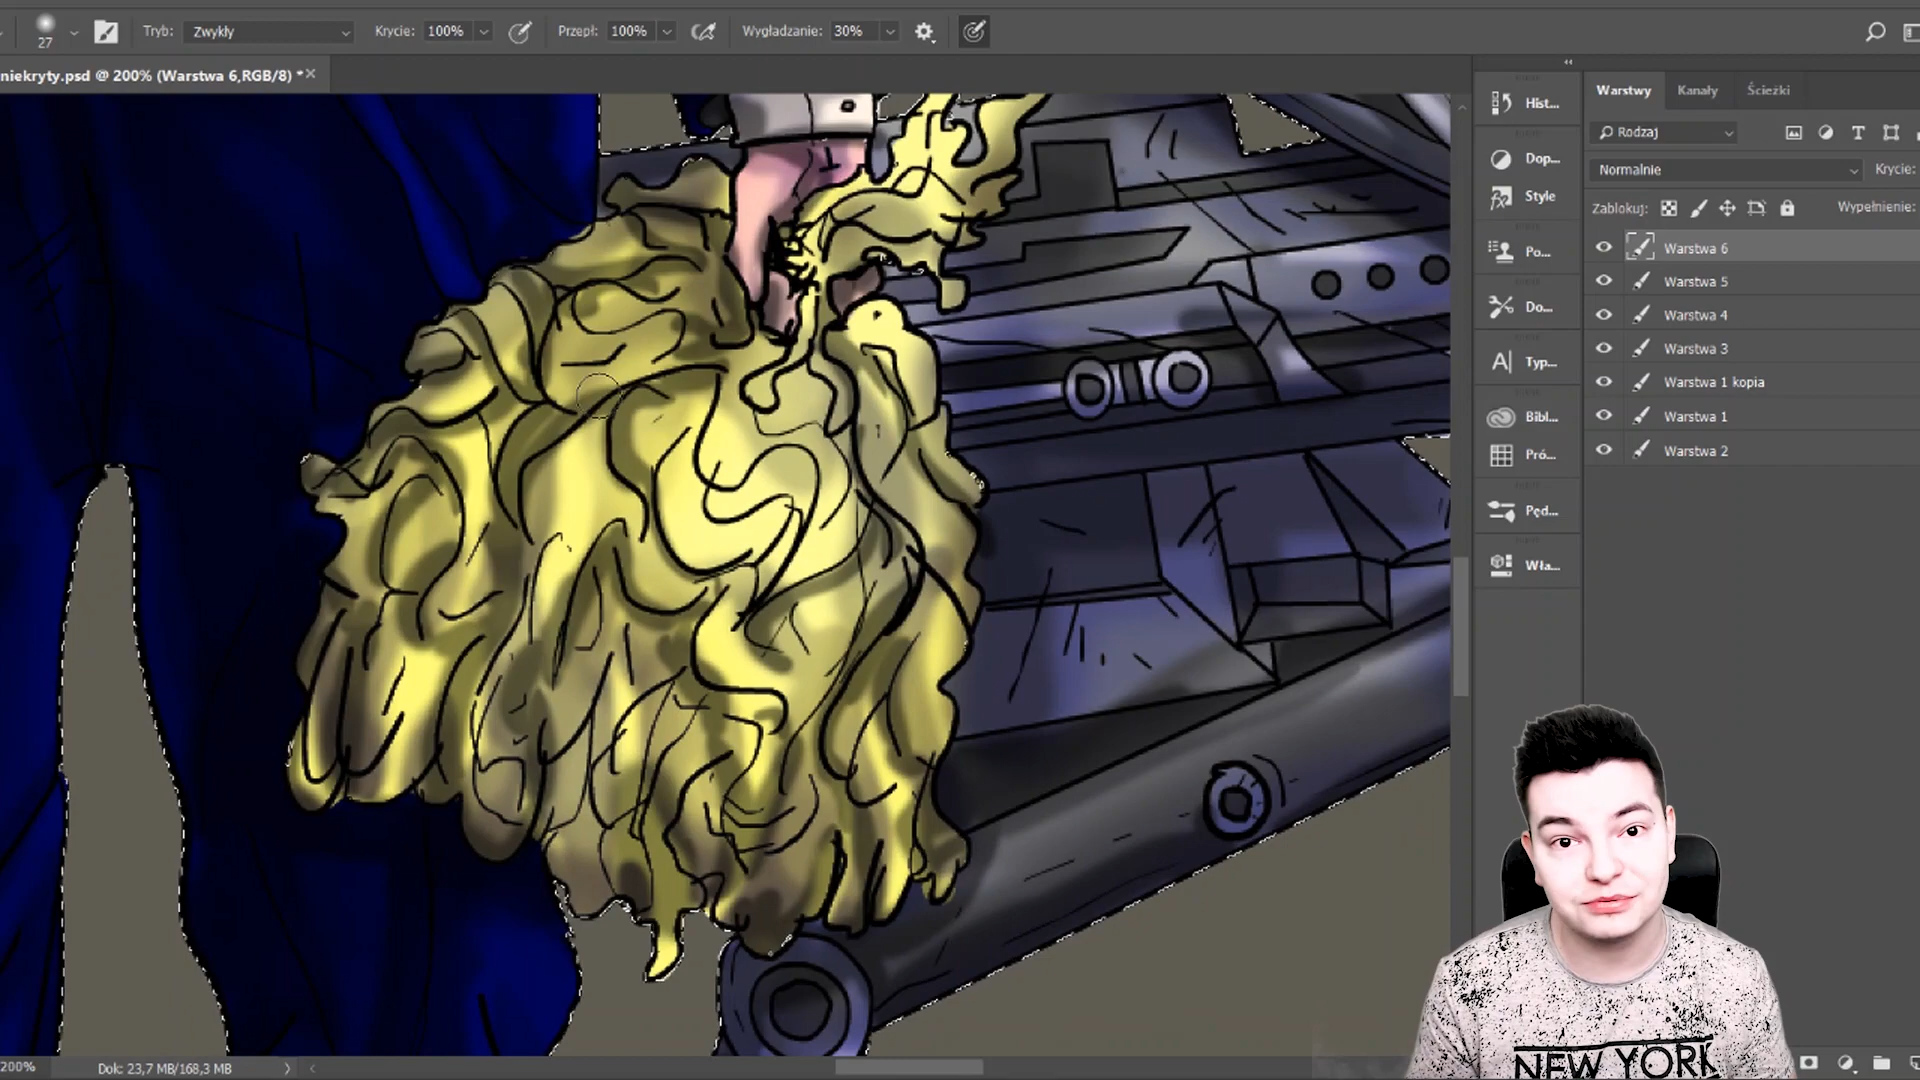 27 Tryb: Zwykły Krycie: 100% Przepł: 100% Wygładzanie: 30%
niekryty.psd @ 200% (Warstwa 6,RGB/8) *
Hist...
Dop...
Style
Po...
Do...
Typ...
Bibl...
Pró...
Pęd...
Wła...
Warstwy Kanały Ścieżki
Rodzaj
Normalnie Krycie:
Zablokuj: Wypełnienie:
Warstwa 6
Warstwa 5
Warstwa 4
Warstwa 3
Warstwa 1 kopia
Warstwa 1
Warstwa 2
NEW YORK
200% Dok: 23,7 MB/168,3 MB